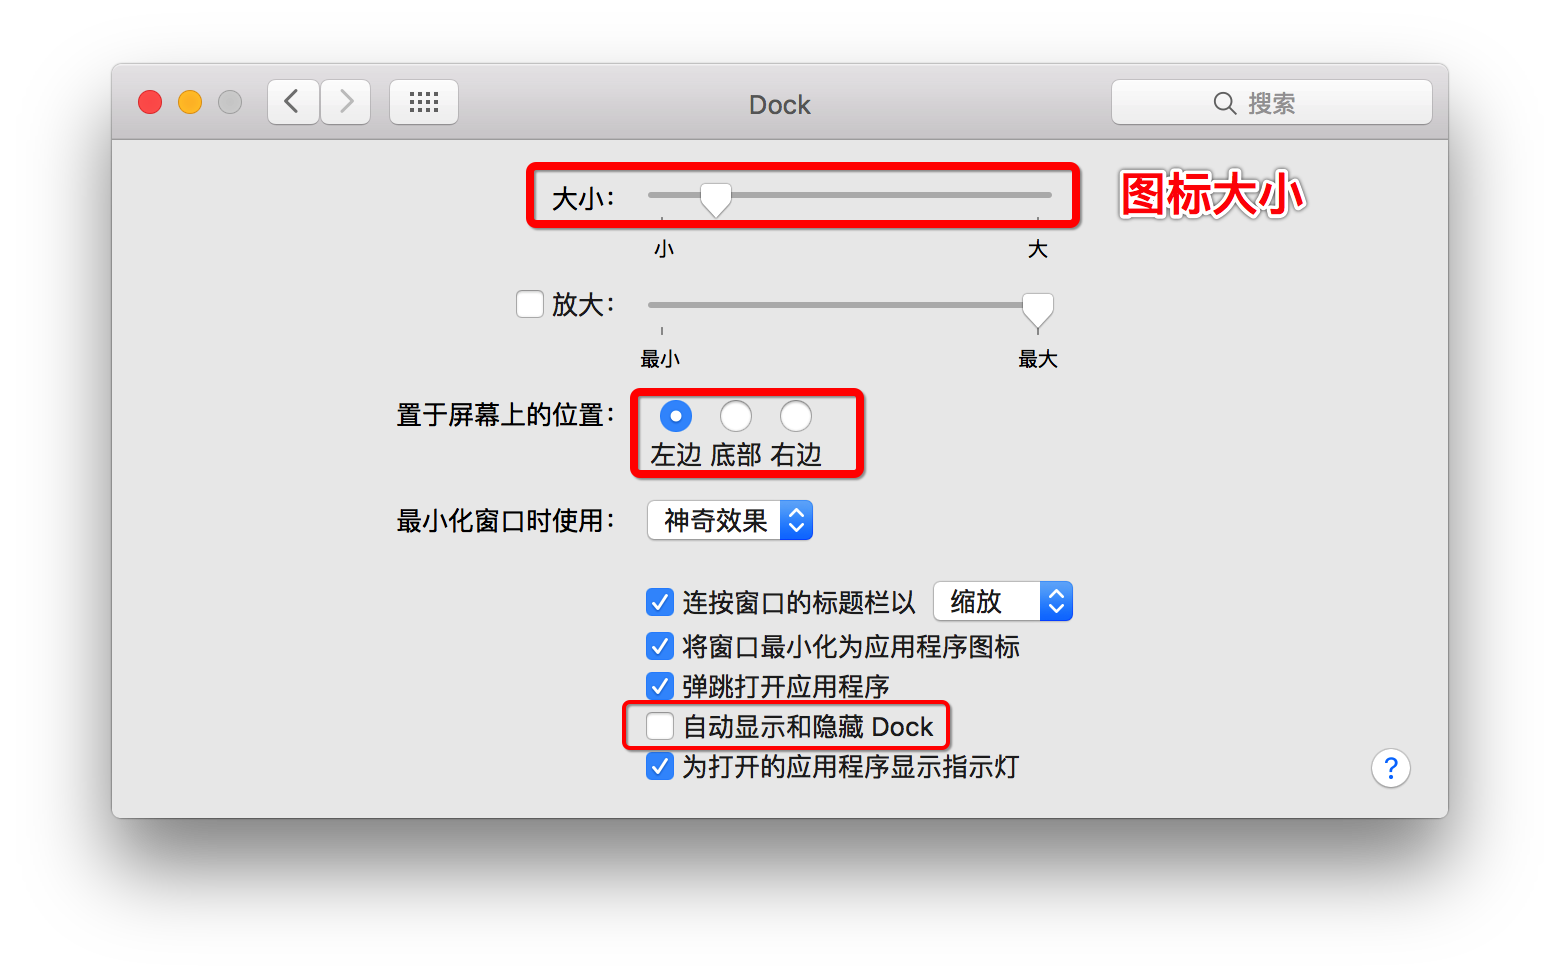 Dock
搜索
大小：
图标大小
小 大
放大：
最小 最大
置于屏幕上的位置：
左边 底部 右边
最小化窗口时使用： 神奇效果
连按窗口的标题栏以 缩放
将窗口最小化为应用程序图标
弹跳打开应用程序
自动显示和隐藏 Dock
为打开的应用程序显示指示灯
?